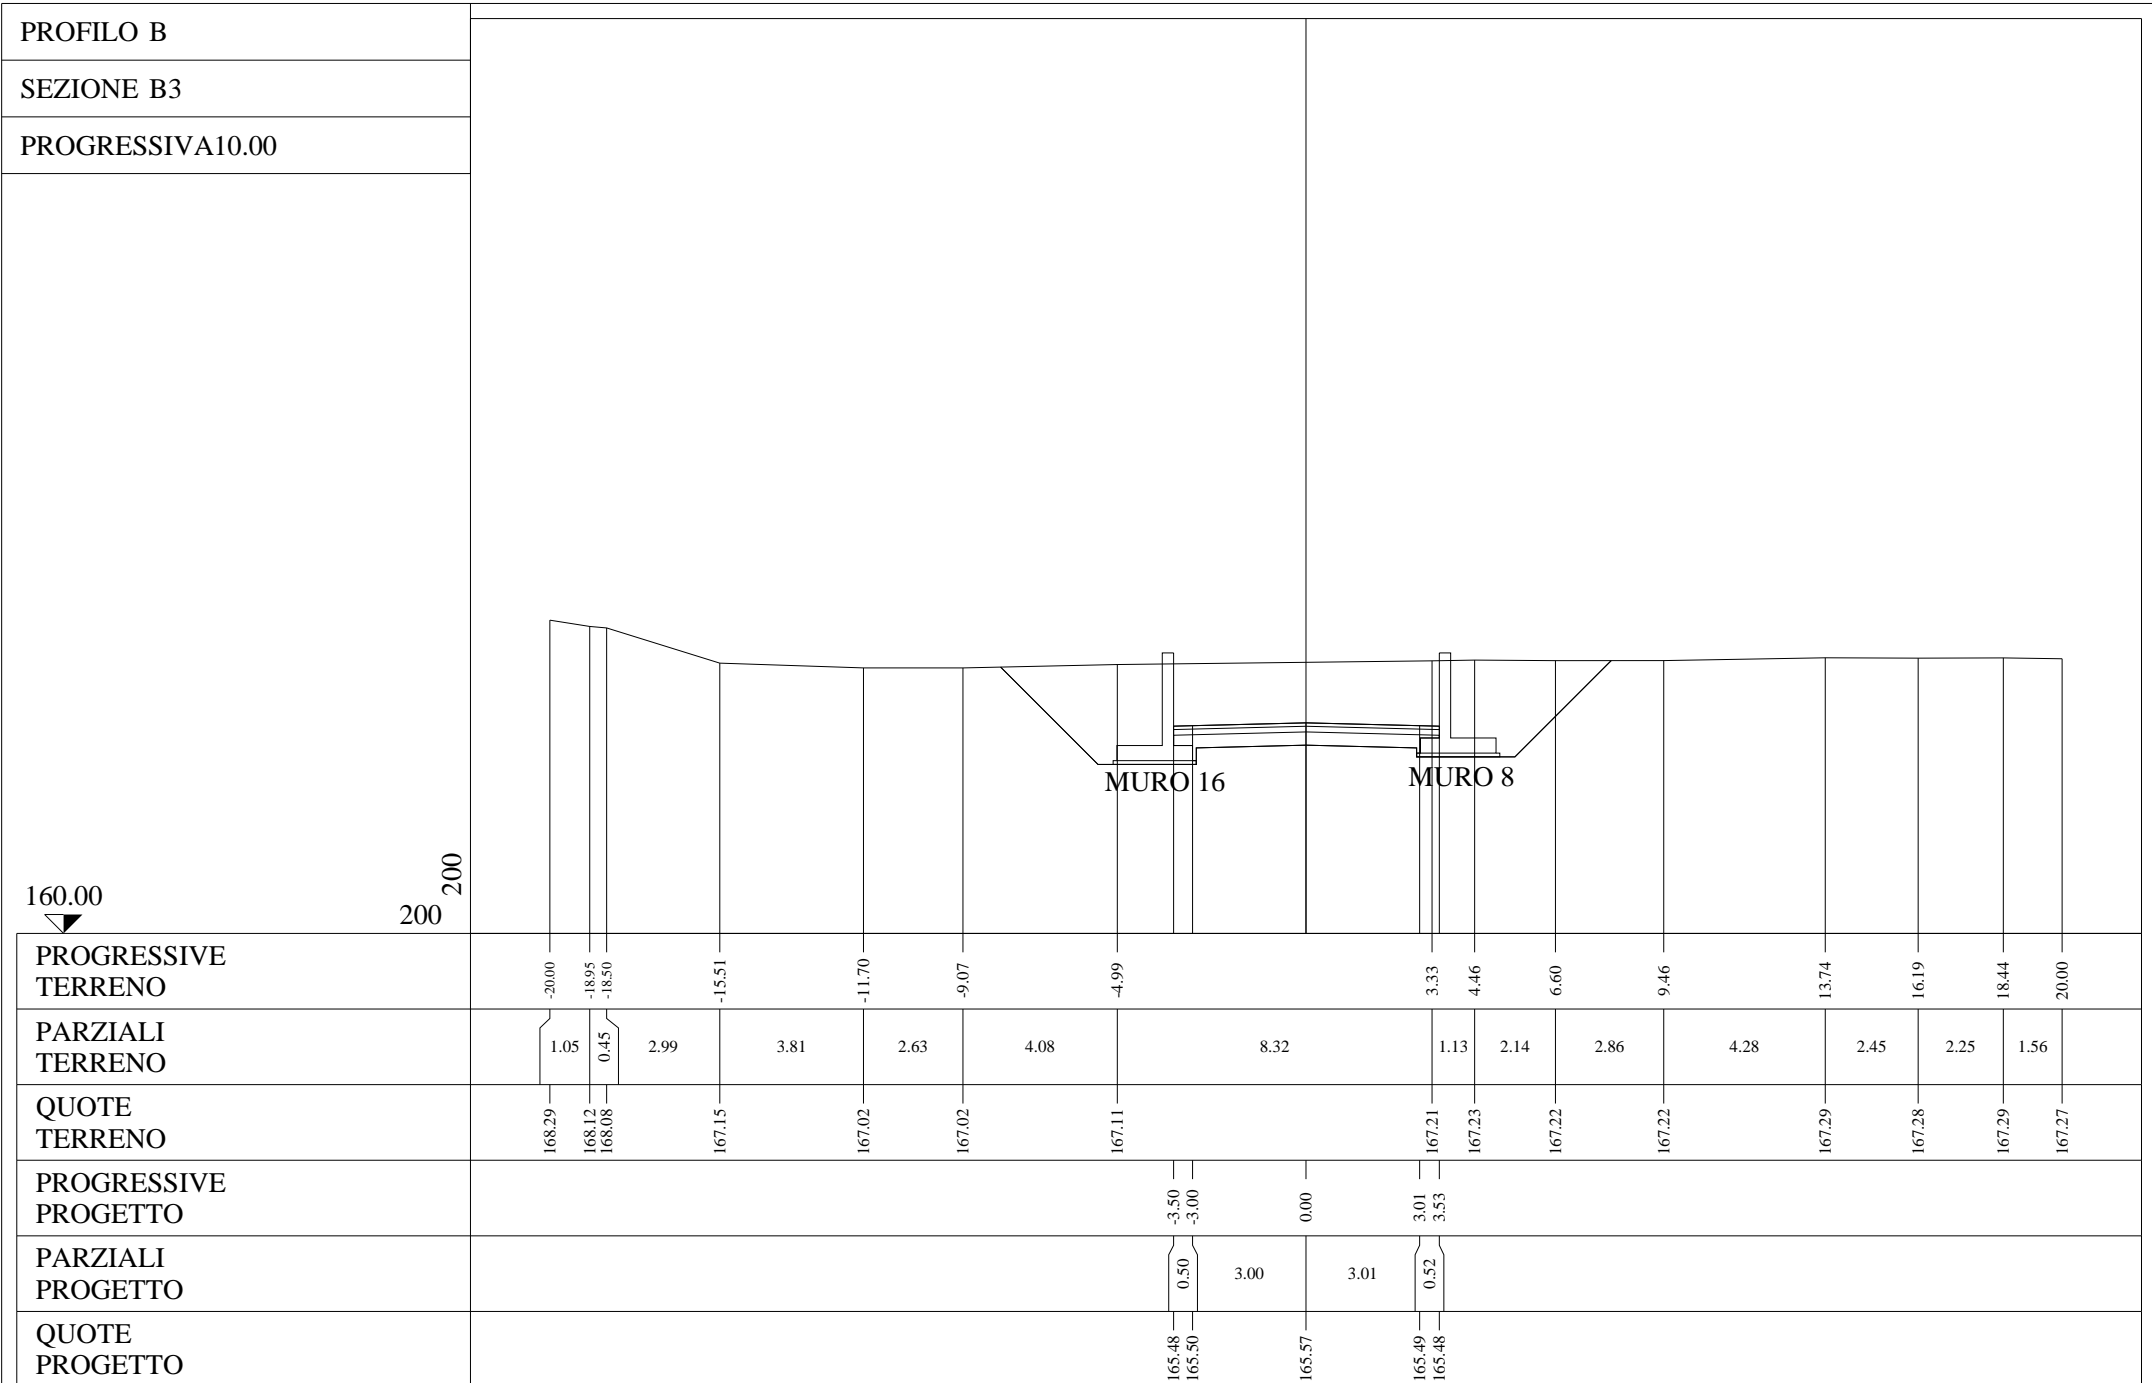 PROFILO B
SEZIONE B3
PROGRESSIVA10.00
MURO 16
MURO 8
200
160.00
200
PROGRESSIVE
TERRENO
-20.00 -18.95 -18.50 -15.51 -11.70 -9.07 -4.99 3.33 4.46 6.60 9.46 13.74 16.19 18.44 20.00
PARZIALI
TERRENO
1.05 0.45 2.99 3.81 2.63 4.08 8.32 1.13 2.14 2.86 4.28 2.45 2.25 1.56
QUOTE
TERRENO
168.29 168.12 168.08 167.15 167.02 167.02 167.11 167.21 167.23 167.22 167.22 167.29 167.28 167.29 167.27
PROGRESSIVE
PROGETTO
-3.50 -3.00 0.00 3.01 3.53
PARZIALI
PROGETTO
0.50 3.00 3.01 0.52
QUOTE
PROGETTO
165.48 165.50 165.57 165.49 165.48